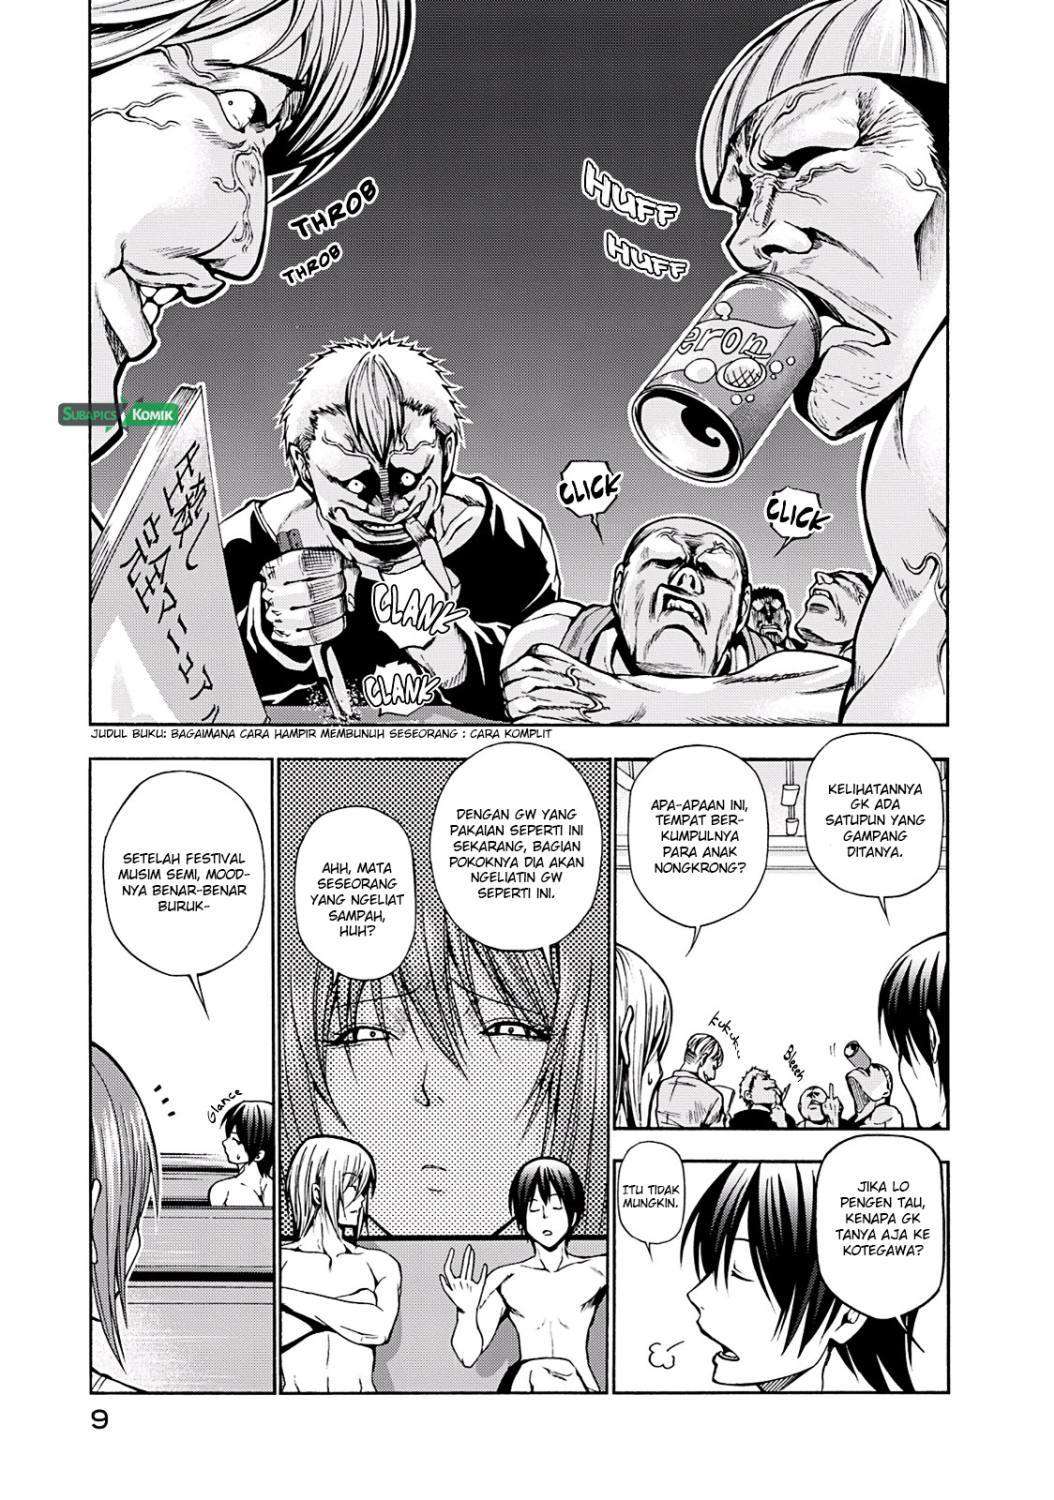 THROB
THROB
HUFF
HUFF
eron
SUBAPICS KOMIK
CLICK
CLICK
CLANK
CLANK
JUDUL BUKU: BAGAIMANA CARA HAMPIR MEMBUNUH SESEORANG : CARA KOMPLIT
KELIHATANNYA
GK ADA
SATUPUN YANG
GAMPANG
DITANYA.
APA-APAAN INI,
TEMPAT BER-
KUMPULNYA
PARA ANAK
NONGKRONG?
kukuku...
Bleeeh
DENGAN GW YANG
PAKAIAN SEPERTI INI
SEKARANG, BAGIAN
POKOKNYA DIA AKAN
NGELIATIN GW
SEPERTI INI.
AHH, MATA
SESEORANG
YANG NGELIAT
SAMPAH,
HUH?
SETELAH FESTIVAL
MUSIM SEMI, MOOD-
NYA BENAR-BENAR
BURUK-
Glance
JIKA LO
PENGEN TAU,
KENAPA GK
TANYA AJA KE
KOTEGAWA?
ITU TIDAK
MUNGKIN.
9